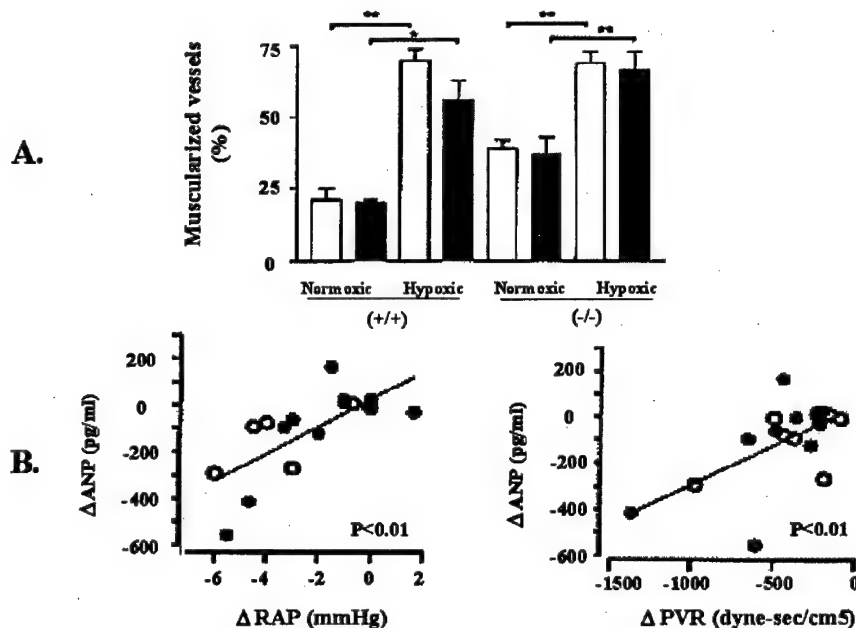 A.
Muscularized vessels
(%)
** * ** **
75
50
25
0
Normoxic Hypoxic Normoxic Hypoxic
(+/+) (-/-)
B.
ΔANP (pg/ml)
200
0
-200
-400
-600
P<0.01
-6 -4 -2 0 2
ΔRAP (mmHg)
ΔANP (pg/ml)
200
0
-200
-400
-600
P<0.01
-1500 -1000 -500 0
ΔPVR (dyne-sec/cm5)